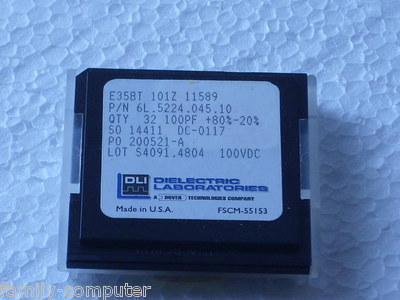 E35BT 101Z 11589
P/N 6L.5224.045.10
QTY 32 100PF +80%-20%
SO 14411 DC-0117
PO 200521-A
LOT S4091.4804 100VDC
DLI DIELECTRIC
LABORATORIES
A DOVER TECHNOLOGIES COMPANY
Made in U.S.A. FSCM-55153
family-computer